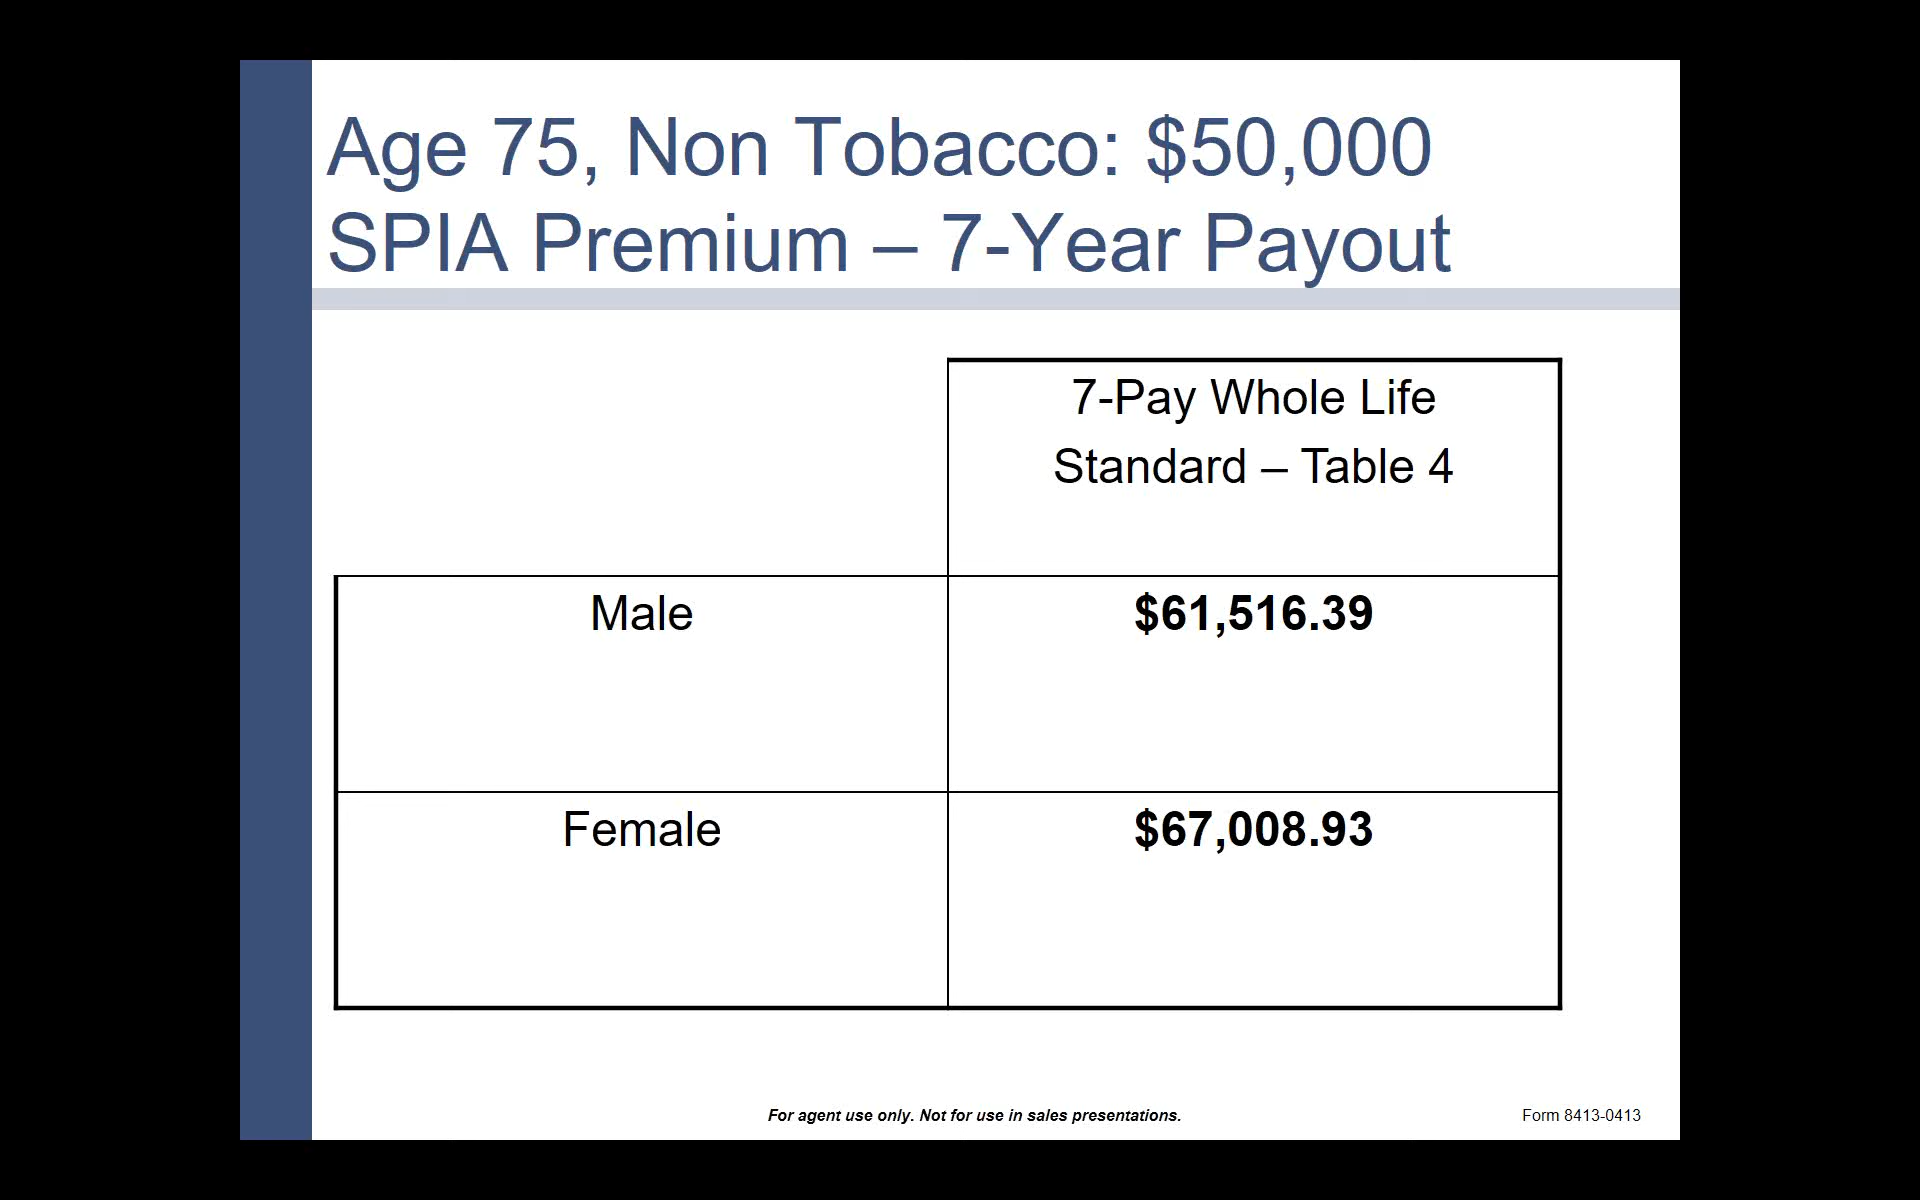 Age 75, Non Tobacco: $50,000
SPIA Premium – 7-Year Payout
7-Pay Whole Life
Standard – Table 4
Male
$61,516.39
Female
$67,008.93
For agent use only. Not for use in sales presentations.
Form 8413-0413